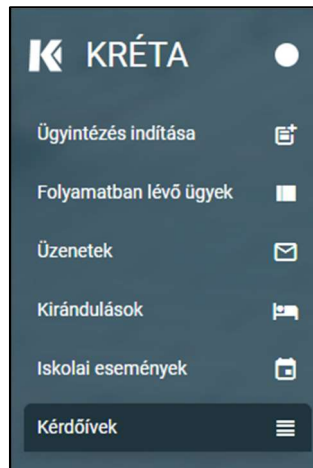 KRÉTA
Ügyintézés indítása
Folyamatban lévő ügyek
Üzenetek
Kirándulások
Iskolai események
Kérdőívek